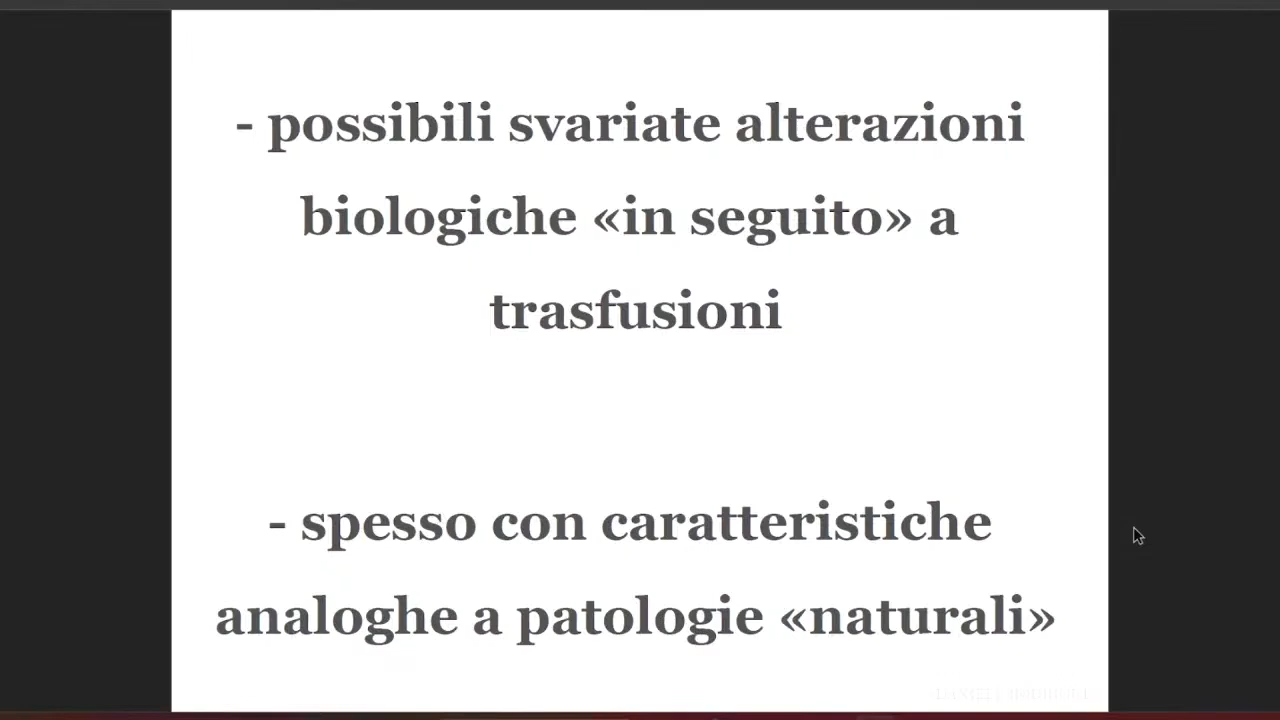 - possibili svariate alterazioni
biologiche «in seguito» a
trasfusioni
- spesso con caratteristiche
analoghe a patologie «naturali»